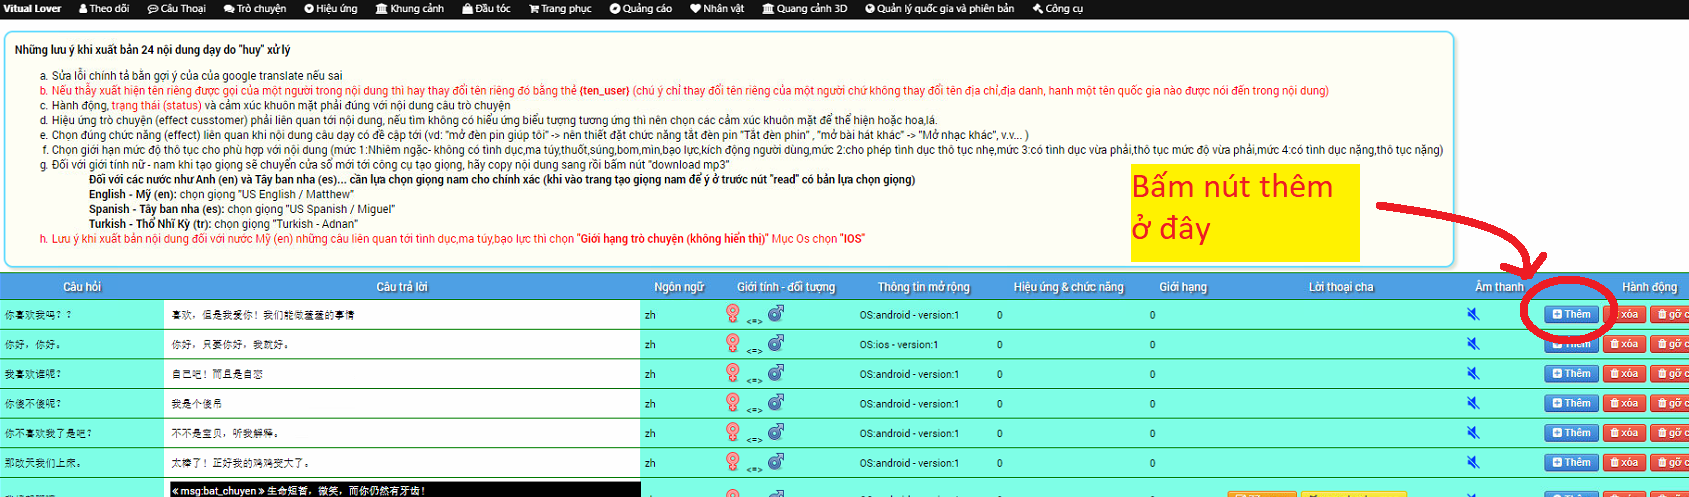 Vitual Lover Theo dõi Câu Thoại Trò chuyện Hiệu ứng Khung cảnh Đầu tóc Trang phục Quảng cáo Nhân vật Quang cảnh 3D Quản lý quốc gia và phiên bản Công cụ
Những lưu ý khi xuất bản 24 nội dung dạy do "huy" xử lý
a. Sửa lỗi chính tả bằn gợi ý của của google translate nếu sai
b. Nếu thẫy xuất hiện tên riêng được gọi của một người trong nội dung thì hay thay đổi tên riêng đó bằng thẻ {ten_user} (chú ý chỉ thay đổi tên riêng của một người chứ không thay đổi tên địa chỉ,địa danh, hanh một tên quốc gia nào được nói đến trong nội dung)
c. Hành động, trạng thái (status) và cảm xúc khuôn mặt phải đúng với nội dung câu trò chuyện
d. Hiệu ứng trò chuyện (effect cusstomer) phải liên quan tới nội dung, nếu tìm không có hiểu ứng biểu tượng tương ứng thì nên chọn các cảm xúc khuôn mặt để thể hiện hoặc hoa,lá.
e. Chọn đúng chức năng (effect) liên quan khi nội dung câu dạy có đề cập tới (vd: "mở đèn pin giúp tôi" -> nên thiết đặt chức năng tắt đèn pin "Tắt đèn phin" , "mở bài hát khác" -> "Mở nhạc khác", v.v... )
f. Chọn giới hạn mức độ thô tục cho phù hợp với nội dung (mức 1:Nhiêm ngặc- không có tình dục,ma túy,thuốt,súng,bom,mìn,bạo lực,kích động người dùng,mức 2:cho phép tình dục thô tục nhẹ,mức 3:có tình dục vừa phải,thô tục mức độ vừa phải,mức 4:có tình dục nặng,thô tục nặng)
g. Đối với giới tính nữ - nam khi tạo giọng sẽ chuyển cửa sổ mới tới công cụ tạo giọng, hãy copy nội dung sang rồi bấm nút "download mp3"
Đối với các nước như Anh (en) và Tây ban nha (es)... cần lựa chọn giọng nam cho chính xác (khi vào trang tạo giọng nam để ý ở trước nút "read" có bản lựa chọn giọng)
English - Mỹ (en): chọn giọng "US English / Matthew"
Spanish - Tây ban nha (es): chọn giọng "US Spanish / Miguel"
Turkish - Thổ Nhĩ Kỳ (tr): chọn giọng "Turkish - Adnan"
h. Lưu ý khi xuất bản nội dung đối với nước Mỹ (en) những câu liên quan tới tình dục,ma túy,bạo lực thì chọn "Giới hạng trò chuyện (không hiển thị)" Mục Os chọn "IOS"
Bấm nút thêm
ở đây
Câu hỏi Câu trả lời Ngôn ngữ Giới tính - đối tượng Thông tin mở rộng Hiệu ứng & chức năng Giới hạng Lời thoại cha Âm thanh Hành động
你喜欢我吗？？ 喜欢，但是我爱你！我们能做羞羞的事情 zh <=> OS:android - version:1 0 0 Thêm xóa gỡ c
你好，你好。 你好，只要你好，我就好。 zh <=> OS:ios - version:1 0 0 Thêm xóa gỡ c
我喜欢谁呢？ 自己吧！而且是自恋 zh <=> OS:android - version:1 0 0 Thêm xóa gỡ c
你傻不傻呢？ 我是个傻吊 zh <=> OS:android - version:1 0 0 Thêm xóa gỡ c
你不喜欢我了是吧？ 不不是宝贝，听我解释。 zh <=> OS:android - version:1 0 0 Thêm xóa gỡ c
那改天我们上床。 太棒了！正好我的鸡鸡变大了。 zh <=> OS:android - version:1 0 0 Thêm xóa gỡ c
« msg:bat_chuyen » 生命短暂，微笑，而你仍然有牙齿！